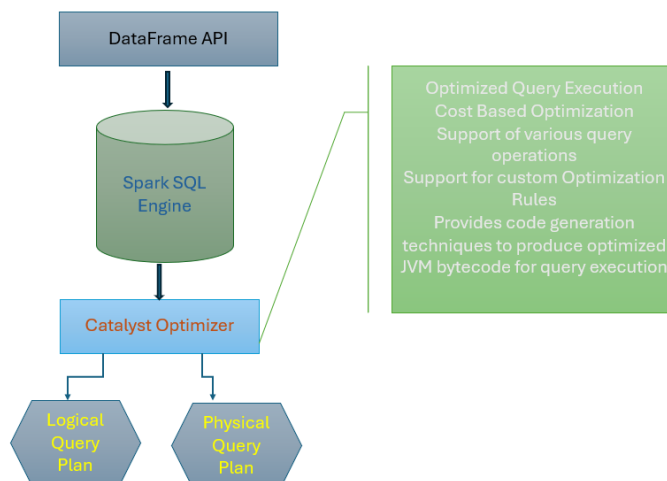 DataFrame API
Spark SQL
Engine
Catalyst Optimizer
Logical
Query
Plan
Physical
Query
Plan
Optimized Query Execution
Cost Based Optimization
Support of various query
operations
Support for custom Optimization
Rules
Provides code generation
techniques to produce optimized
JVM bytecode for query execution